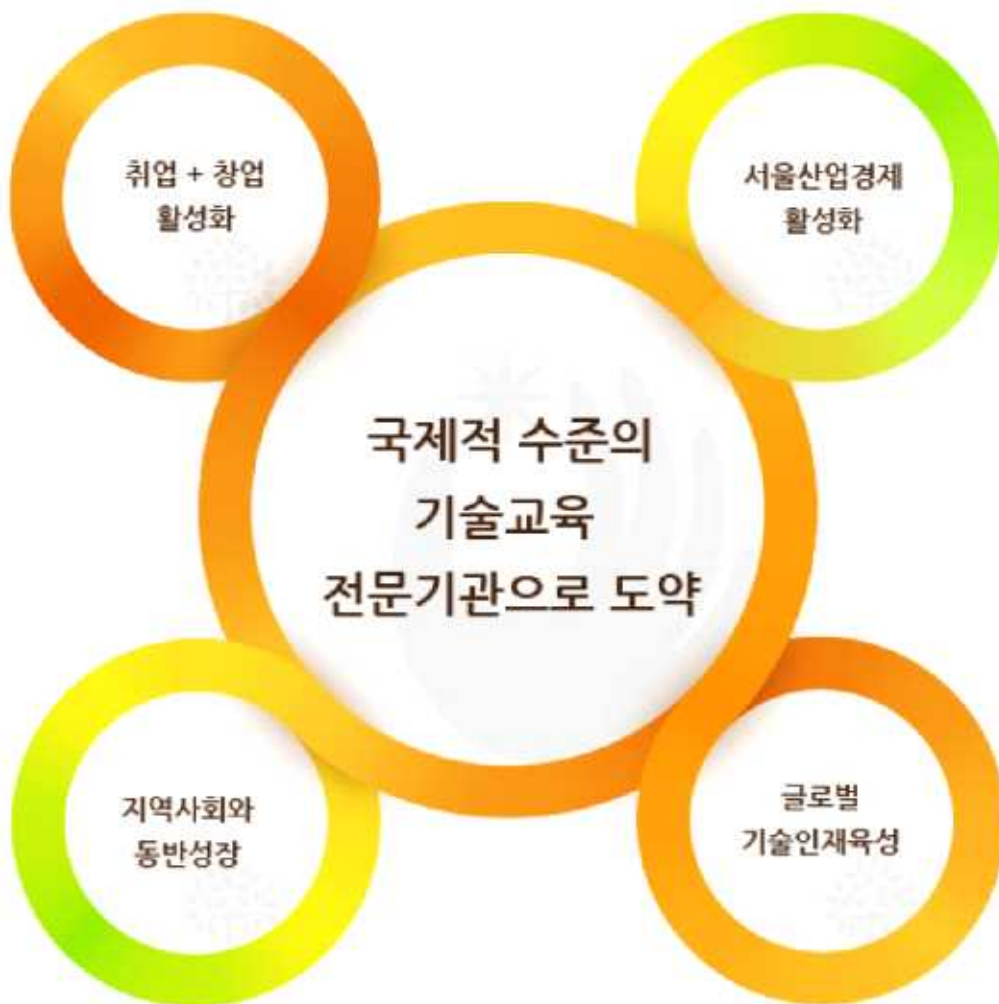 취업 + 창업
활성화
서울산업경제
활성화
국제적 수준의
기술교육
전문기관으로 도약
지역사회와
동반성장
글로벌
기술인재육성